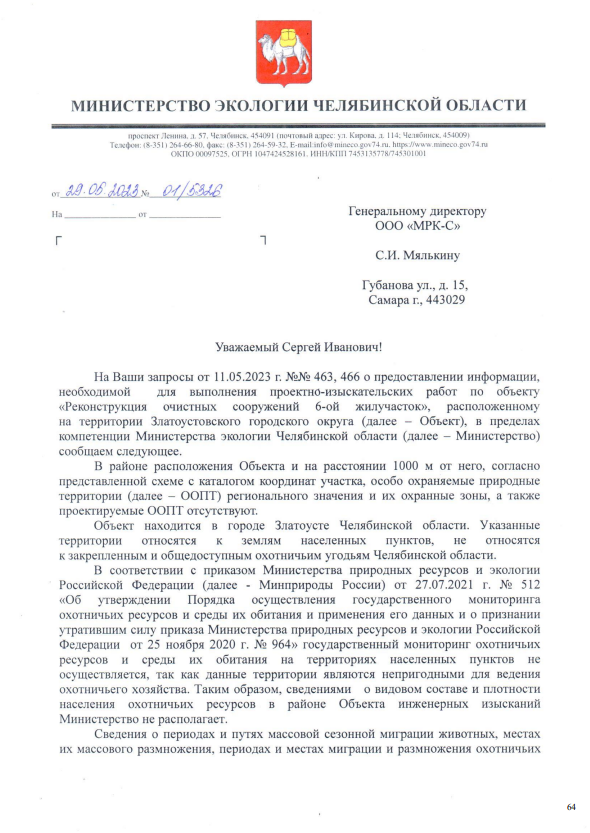 МИНИСТЕРСТВО ЭКОЛОГИИ ЧЕЛЯБИНСКОЙ ОБЛАСТИ
проспект Ленина, д. 57, Челябинск, 454091 (почтовый адрес: ул. Кирова, д. 114; Челябинск, 454009)
Телефон: (8-351) 264-66-80, факс: (8-351) 264-59-32, E-mail:info@mineco.gov74.ru, https://www.mineco.gov74.ru
ОКПО 00097525, ОГРН 1047424528161, ИНН/КПП 7453135778/745301001
от 29.05.2023 № 01/5326
На ________________ от ________________
Генеральному директору
ООО «МРК-С»
С.И. Мялькину
Губанова ул., д. 15,
Самара г., 443029
Уважаемый Сергей Иванович!
На Ваши запросы от 11.05.2023 г. №№ 463, 466 о предоставлении информации,
необходимой для выполнения проектно-изыскательских работ по объекту
«Реконструкция очистных сооружений 6-ой жилучасток», расположенному
на территории Златоустовского городского округа (далее – Объект), в пределах
компетенции Министерства экологии Челябинской области (далее – Министерство)
сообщаем следующее.
В районе расположения Объекта и на расстоянии 1000 м от него, согласно
представленной схеме с каталогом координат участка, особо охраняемые природные
территории (далее – ООПТ) регионального значения и их охранные зоны, а также
проектируемые ООПТ отсутствуют.
Объект находится в городе Златоусте Челябинской области. Указанные
территории относятся к землям населенных пунктов, не относятся
к закрепленным и общедоступным охотничьим угодьям Челябинской области.
В соответствии с приказом Министерства природных ресурсов и экологии
Российской Федерации (далее - Минприроды России) от 27.07.2021 г. № 512
«Об утверждении Порядка осуществления государственного мониторинга
охотничьих ресурсов и среды их обитания и применения его данных и о признании
утратившим силу приказа Министерства природных ресурсов и экологии Российской
Федерации от 25 ноября 2020 г. № 964» государственный мониторинг охотничьих
ресурсов и среды их обитания на территориях населенных пунктов не
осуществляется, так как данные территории являются непригодными для ведения
охотничьего хозяйства. Таким образом, сведениями о видовом составе и плотности
населения охотничьих ресурсов в районе Объекта инженерных изысканий
Министерство не располагает.
Сведения о периодах и путях массовой сезонной миграции животных, местах
их массового размножения, периодах и местах миграции и размножения охотничьих
64